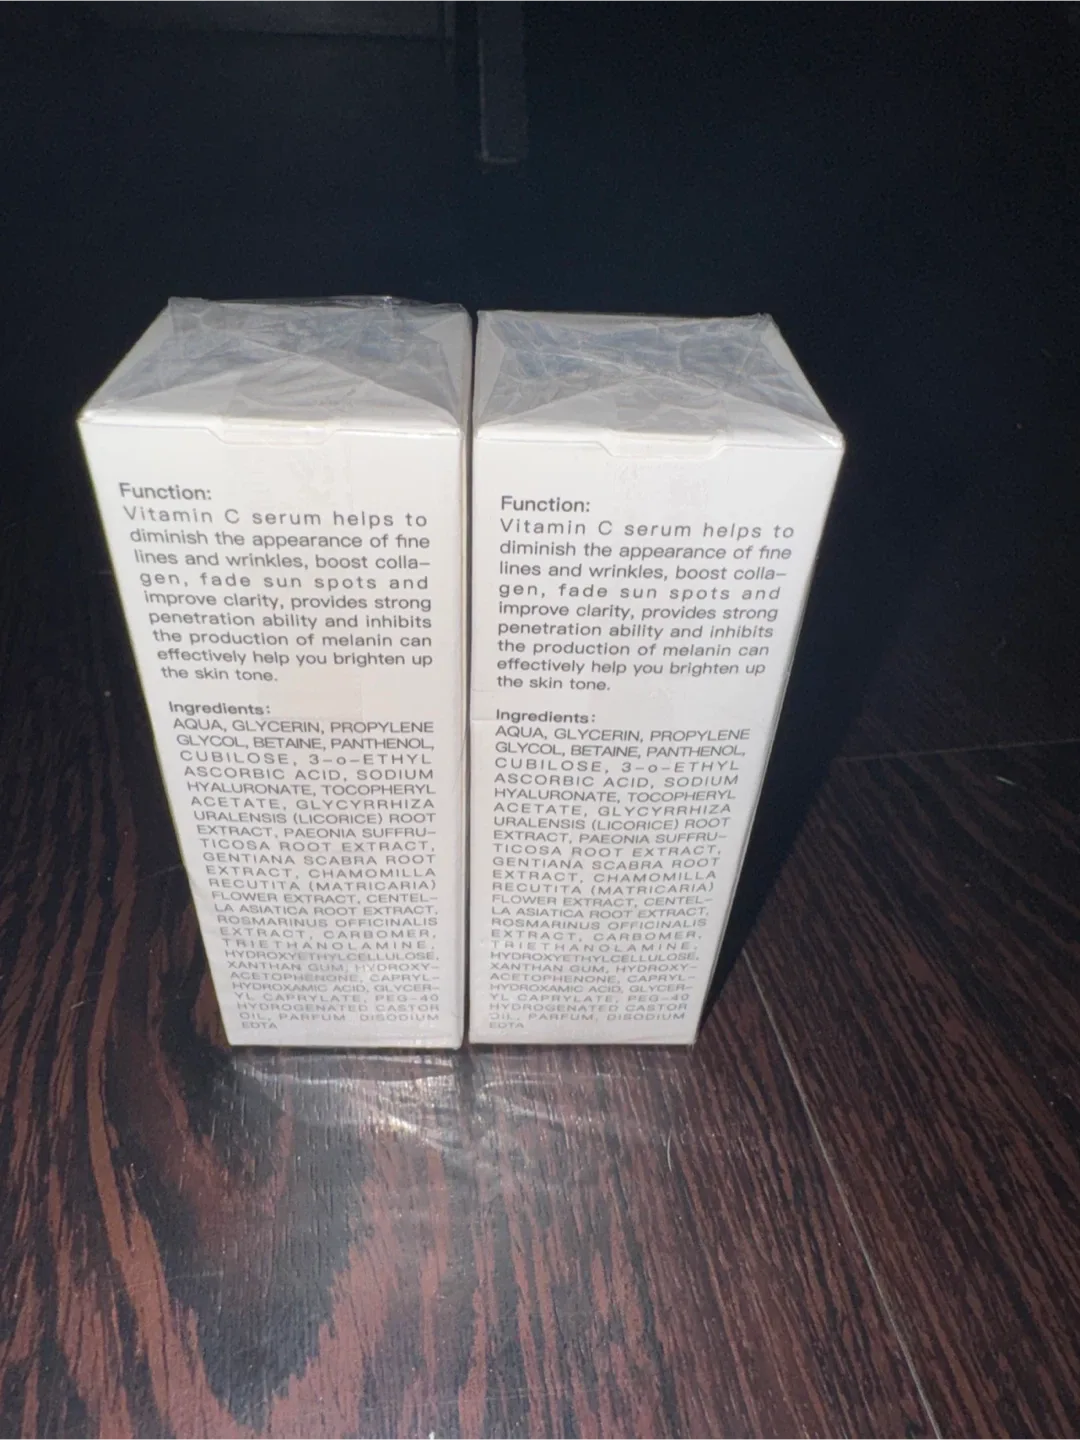 Function:
Vitamin C serum helps to
diminish the appearance of fine
lines and wrinkles, boost colla-
gen, fade sun spots and
improve clarity, provides strong
penetration ability and inhibits
the production of melanin can
effectively help you brighten up
the skin tone.
Ingredients:
AQUA, GLYCERIN, PROPYLENE
GLYCOL, BETAINE, PANTHENOL,
CUBILOSE, 3-o-ETHYL
ASCORBIC ACID, SODIUM
HYALURONATE, TOCOPHERYL
ACETATE, GLYCYRRHIZA
URALENSIS (LICORICE) ROOT
EXTRACT, PAEONIA SUFFRU-
TICOSA ROOT EXTRACT,
GENTIANA SCABRA ROOT
EXTRACT, CHAMOMILLA
RECUTITA (MATRICARIA)
FLOWER EXTRACT, CENTEL-
LA ASIATICA ROOT EXTRACT,
ROSMARINUS OFFICINALIS
EXTRACT, CARBOMER,
TRIETHANOLAMINE,
HYDROXYETHYLCELLULOSE,
XANTHAN GUM, HYDROXY-
ACETOPHENONE, CAPRYL-
HYDROXAMIC ACID, GLYCER-
YL CAPRYLATE, PEG-40
HYDROGENATED CASTOR
OIL, PARFUM, DISODIUM
EDTA
Function:
Vitamin C serum helps to
diminish the appearance of fine
lines and wrinkles, boost colla-
gen, fade sun spots and
improve clarity, provides strong
penetration ability and inhibits
the production of melanin can
effectively help you brighten up
the skin tone.
Ingredients:
AQUA, GLYCERIN, PROPYLENE
GLYCOL, BETAINE, PANTHENOL,
CUBILOSE, 3-o-ETHYL
ASCORBIC ACID, SODIUM
HYALURONATE, TOCOPHERYL
ACETATE, GLYCYRRHIZA
URALENSIS (LICORICE) ROOT
EXTRACT, PAEONIA SUFFRU-
TICOSA ROOT EXTRACT,
GENTIANA SCABRA ROOT
EXTRACT, CHAMOMILLA
RECUTITA (MATRICARIA)
FLOWER EXTRACT, CENTEL-
LA ASIATICA ROOT EXTRACT,
ROSMARINUS OFFICINALIS
EXTRACT, CARBOMER,
TRIETHANOLAMINE,
HYDROXYETHYLCELLULOSE,
XANTHAN GUM, HYDROXY-
ACETOPHENONE, CAPRYL-
HYDROXAMIC ACID, GLYCER-
YL CAPRYLATE, PEG-40
HYDROGENATED CASTOR
OIL, PARFUM, DISODIUM
EDTA